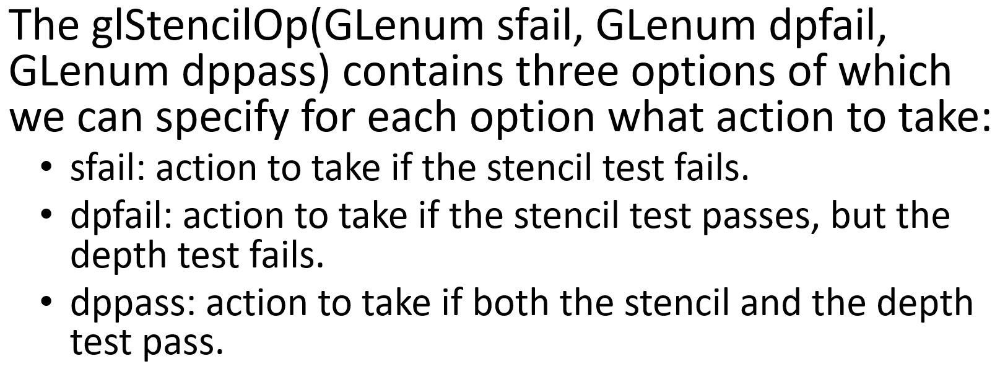 The glStencilOp(GLenum sfail, GLenum dpfail,
GLenum dppass) contains three options of which
we can specify for each option what action to take:
• sfail: action to take if the stencil test fails.
• dpfail: action to take if the stencil test passes, but the
depth test fails.
• dppass: action to take if both the stencil and the depth
test pass.